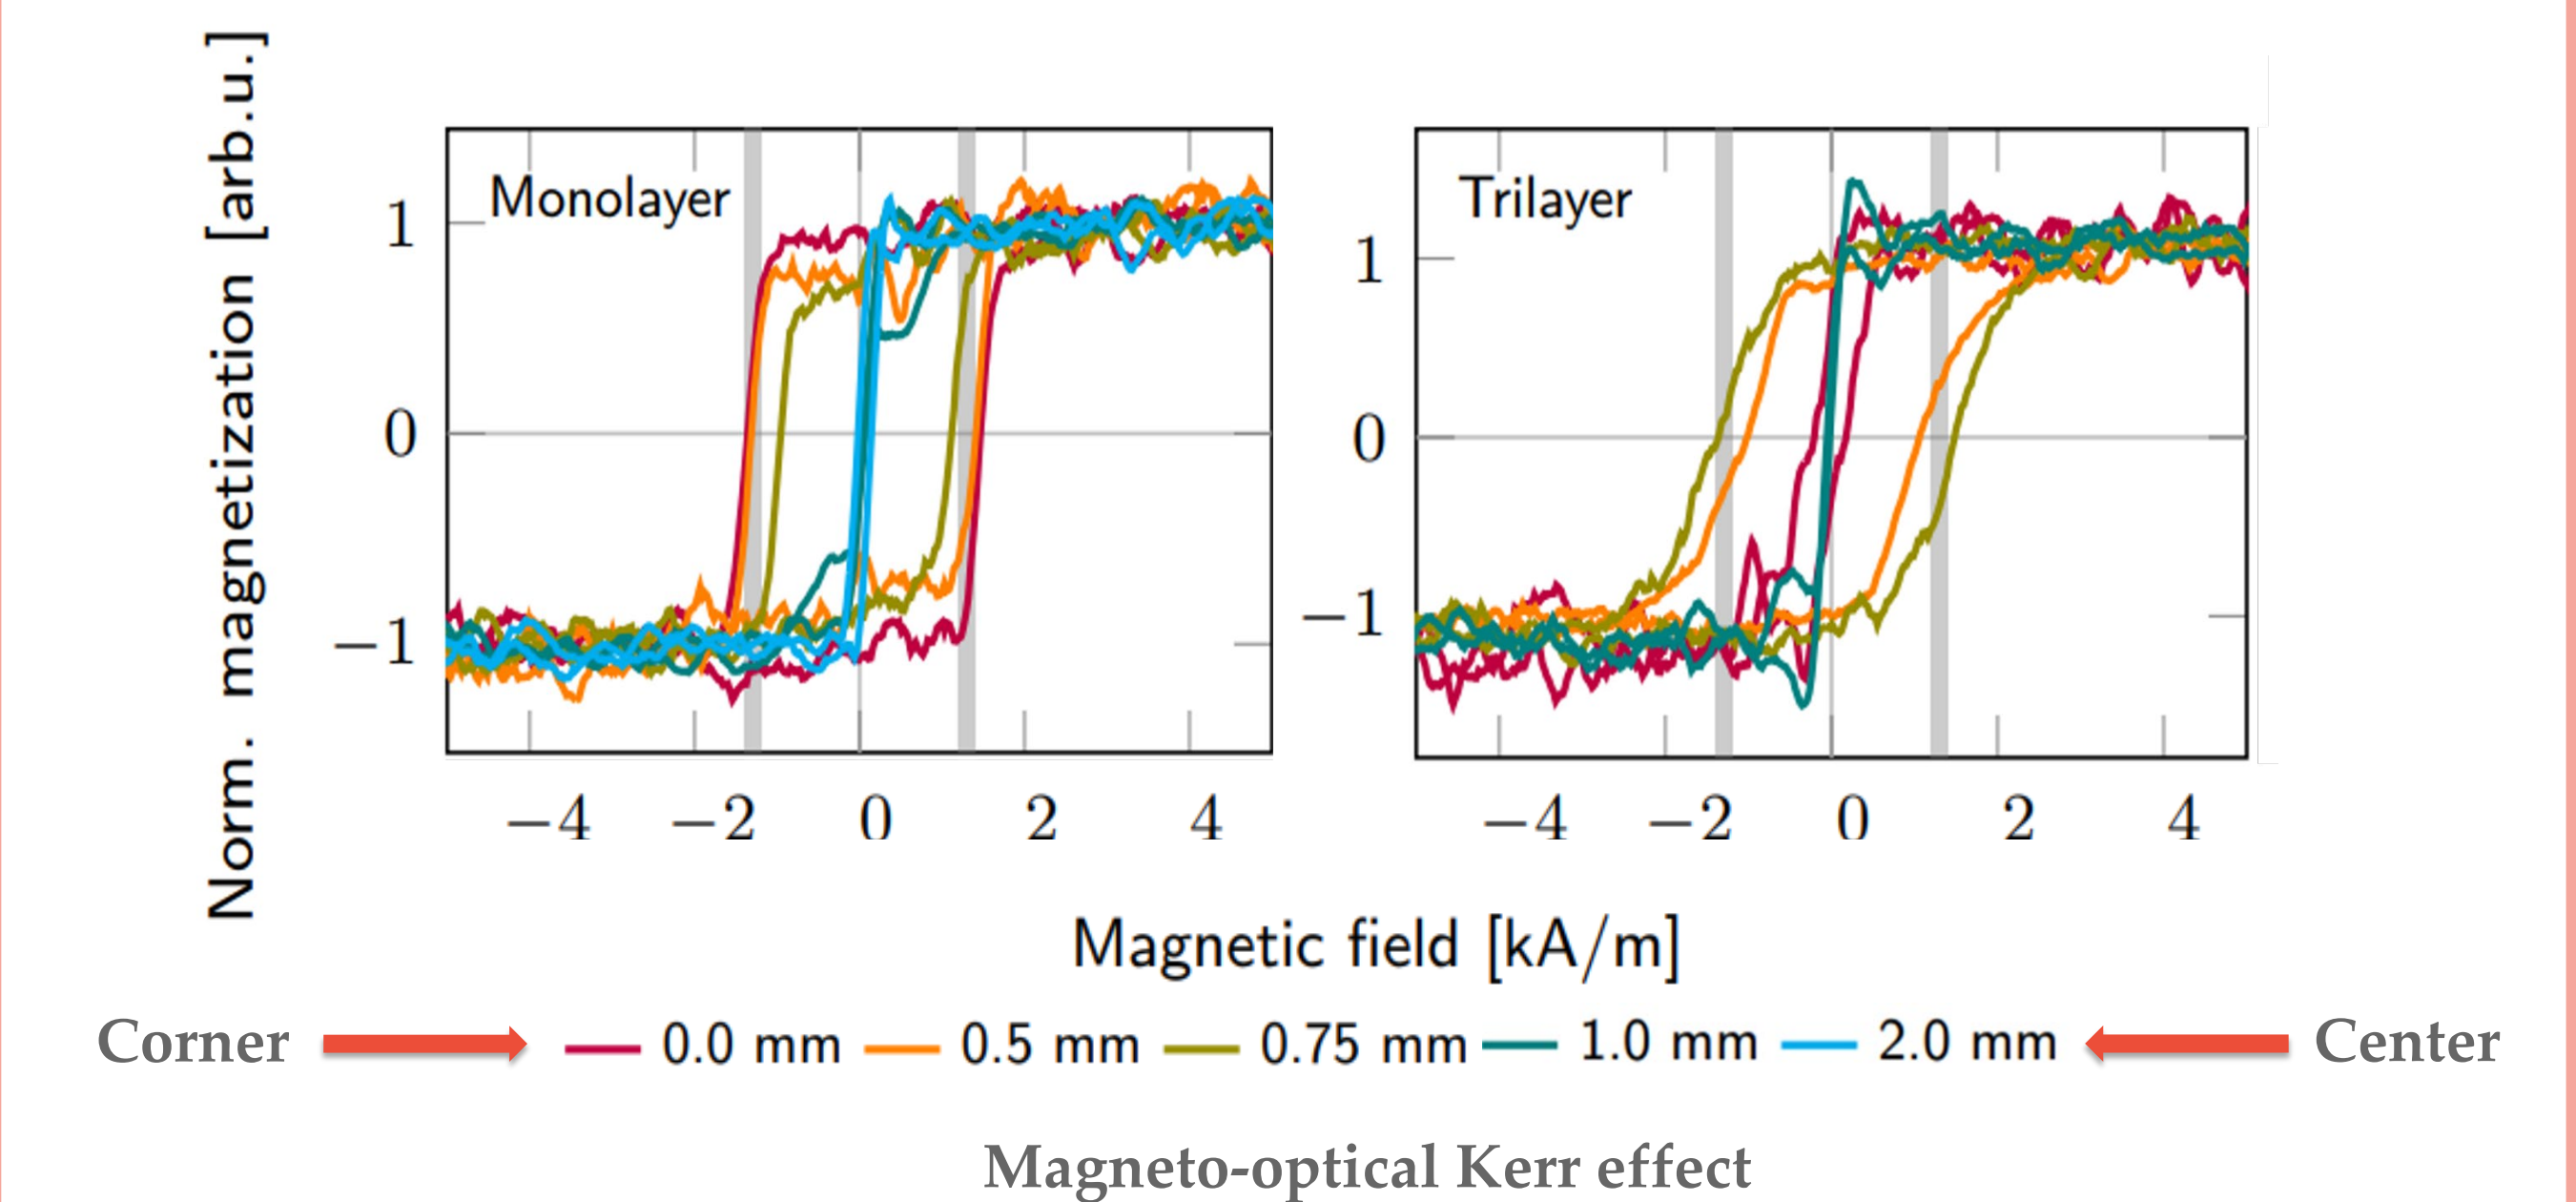 Norm. magnetization [arb.u.]
Monolayer
1
0
−1
−4 −2 0 2 4
Trilayer
1
0
−1
−4 −2 0 2 4
Magnetic field [kA/m]
Corner 0.0 mm 0.5 mm 0.75 mm 1.0 mm 2.0 mm Center
Magneto-optical Kerr effect